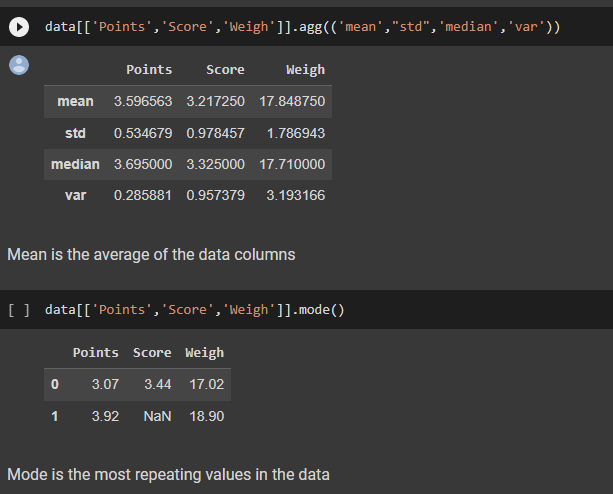 data[['Points','Score','Weigh']].agg(('mean',"std",'median','var'))
Points Score Weigh
mean 3.596563 3.217250 17.848750
std 0.534679 0.978457 1.786943
median 3.695000 3.325000 17.710000
var 0.285881 0.957379 3.193166
Mean is the average of the data columns
[ ] data[['Points','Score','Weigh']].mode()
Points Score Weigh
0 3.07 3.44 17.02
1 3.92 NaN 18.90
Mode is the most repeating values in the data